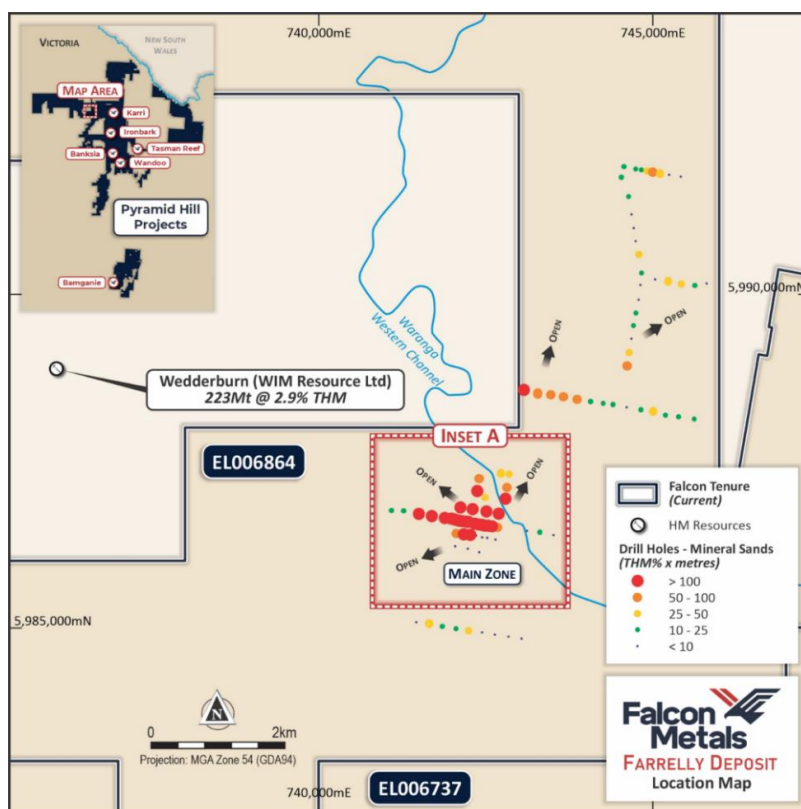 740,000mE
745,000mE
VICTORIA
NEW SOUTH
WALES
MAP AREA
Karri
Ironbark
Tasman Reef
Banksia
Wandoo
Pyramid Hill
Projects
Bamganie
5,990,000mN
Waranga
Western Channel
OPEN
OPEN
Wedderburn (WIM Resource Ltd)
223Mt @ 2.9% THM
EL006864
INSET A
OPEN
OPEN
OPEN
MAIN ZONE
5,985,000mN
Falcon Tenure
(Current)
HM Resources
Drill Holes - Mineral Sands
(THM% x metres)
> 100
50 - 100
25 - 50
10 - 25
< 10
N
0 2km
Projection: MGA Zone 54 (GDA94)
740,000mE
EL006737
Falcon
Metals
FARRELLY DEPOSIT
Location Map